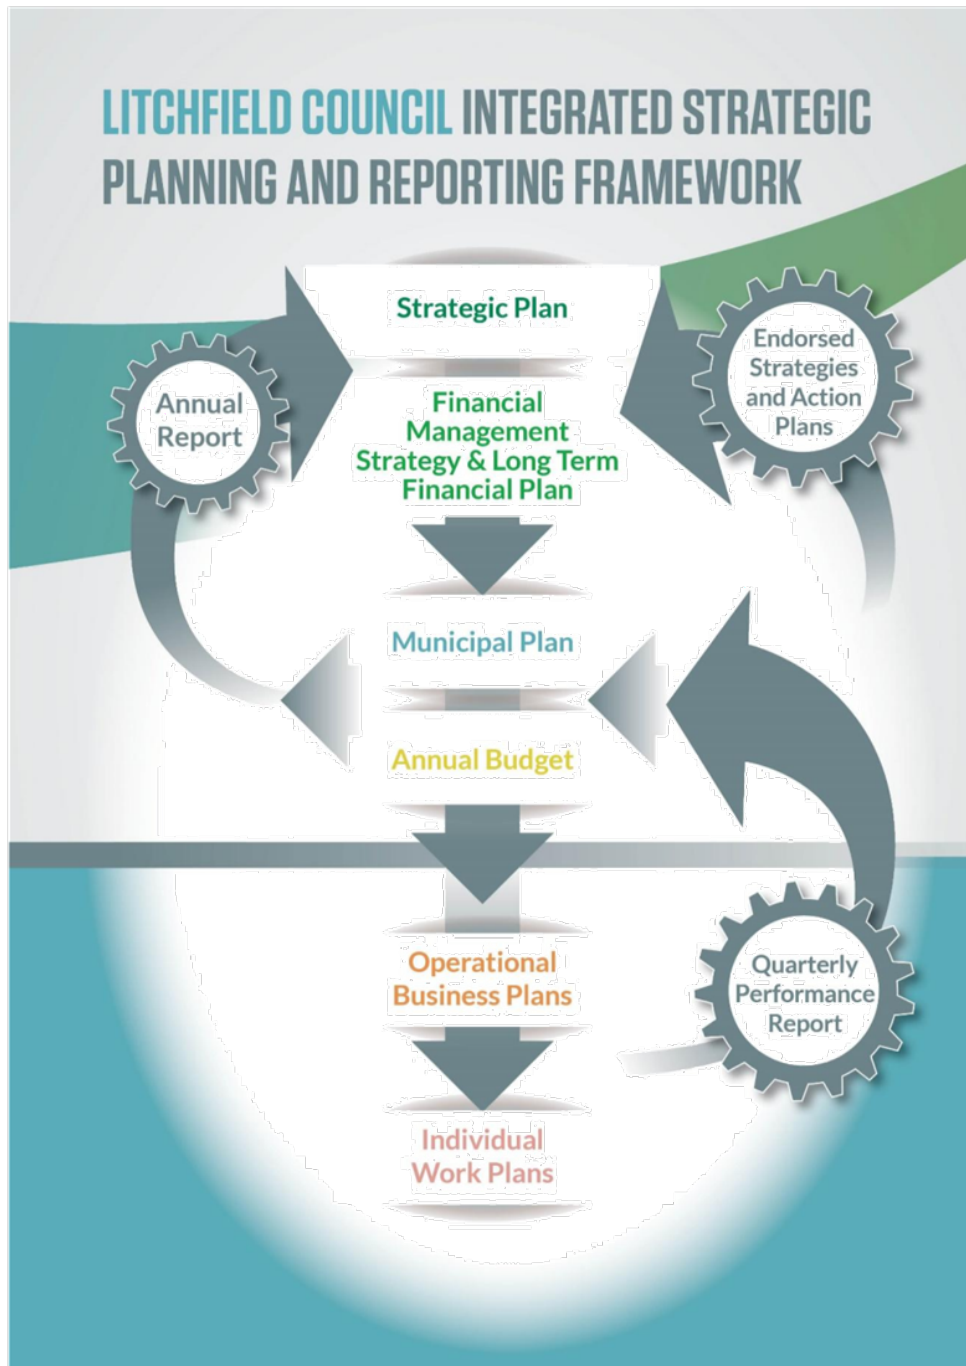 LITCHFIELD COUNCIL INTEGRATED STRATEGIC
PLANNING AND REPORTING FRAMEWORK
Strategic Plan
Financial
Management
Strategy & Long Term
Financial Plan
Annual
Report
Endorsed
Strategies
and Action
Plans
Municipal Plan
Annual Budget
Operational
Business Plans
Quarterly
Performance
Report
Individual
Work Plans